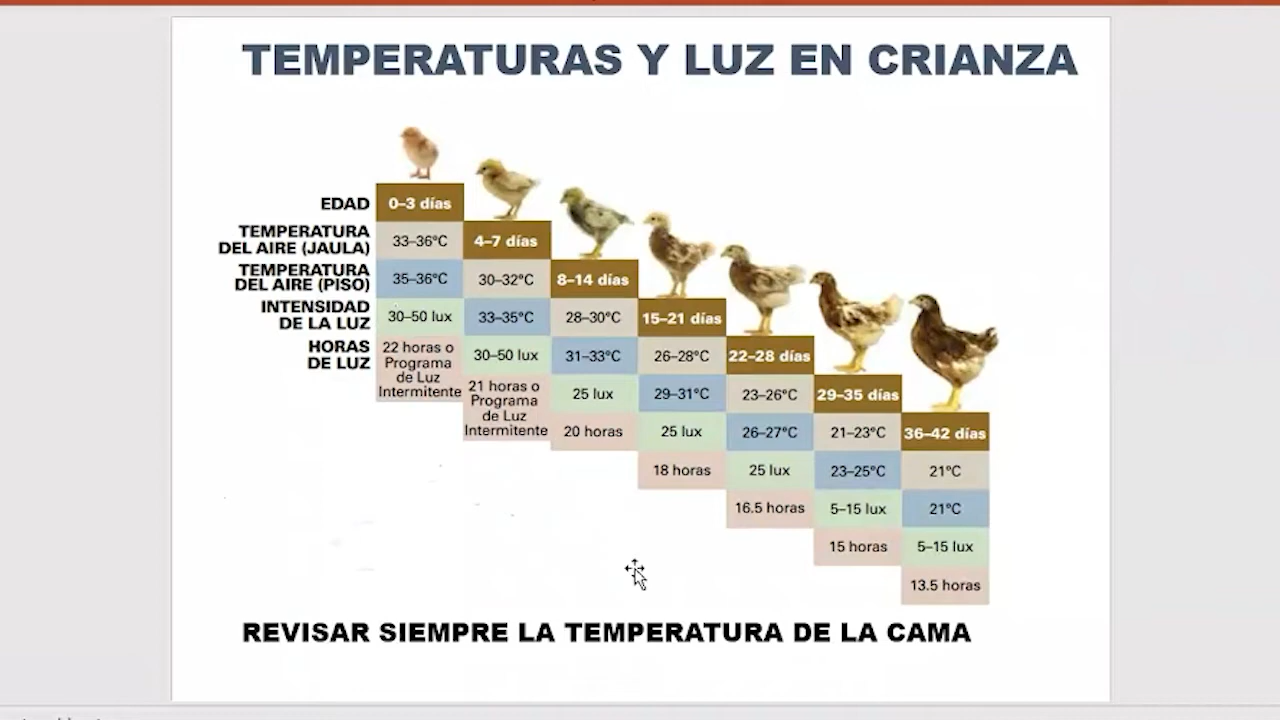 TEMPERATURAS Y LUZ EN CRIANZA
EDAD
0–3 días
TEMPERATURA
DEL AIRE (JAULA)
33–36°C
4–7 días
TEMPERATURA
DEL AIRE (PISO)
35–36°C
30–32°C
8–14 días
INTENSIDAD
DE LA LUZ
30–50 lux
33–35°C
28–30°C
15–21 días
HORAS
DE LUZ
22 horas o
Programa
de Luz
Intermitente
30–50 lux
31–33°C
26–28°C
22–28 días
21 horas o
Programa
de Luz
Intermitente
25 lux
29–31°C
23–26°C
29–35 días
20 horas
25 lux
26–27°C
21–23°C
36–42 días
18 horas
25 lux
23–25°C
21°C
16.5 horas
5–15 lux
21°C
15 horas
5–15 lux
13.5 horas
REVISAR SIEMPRE LA TEMPERATURA DE LA CAMA